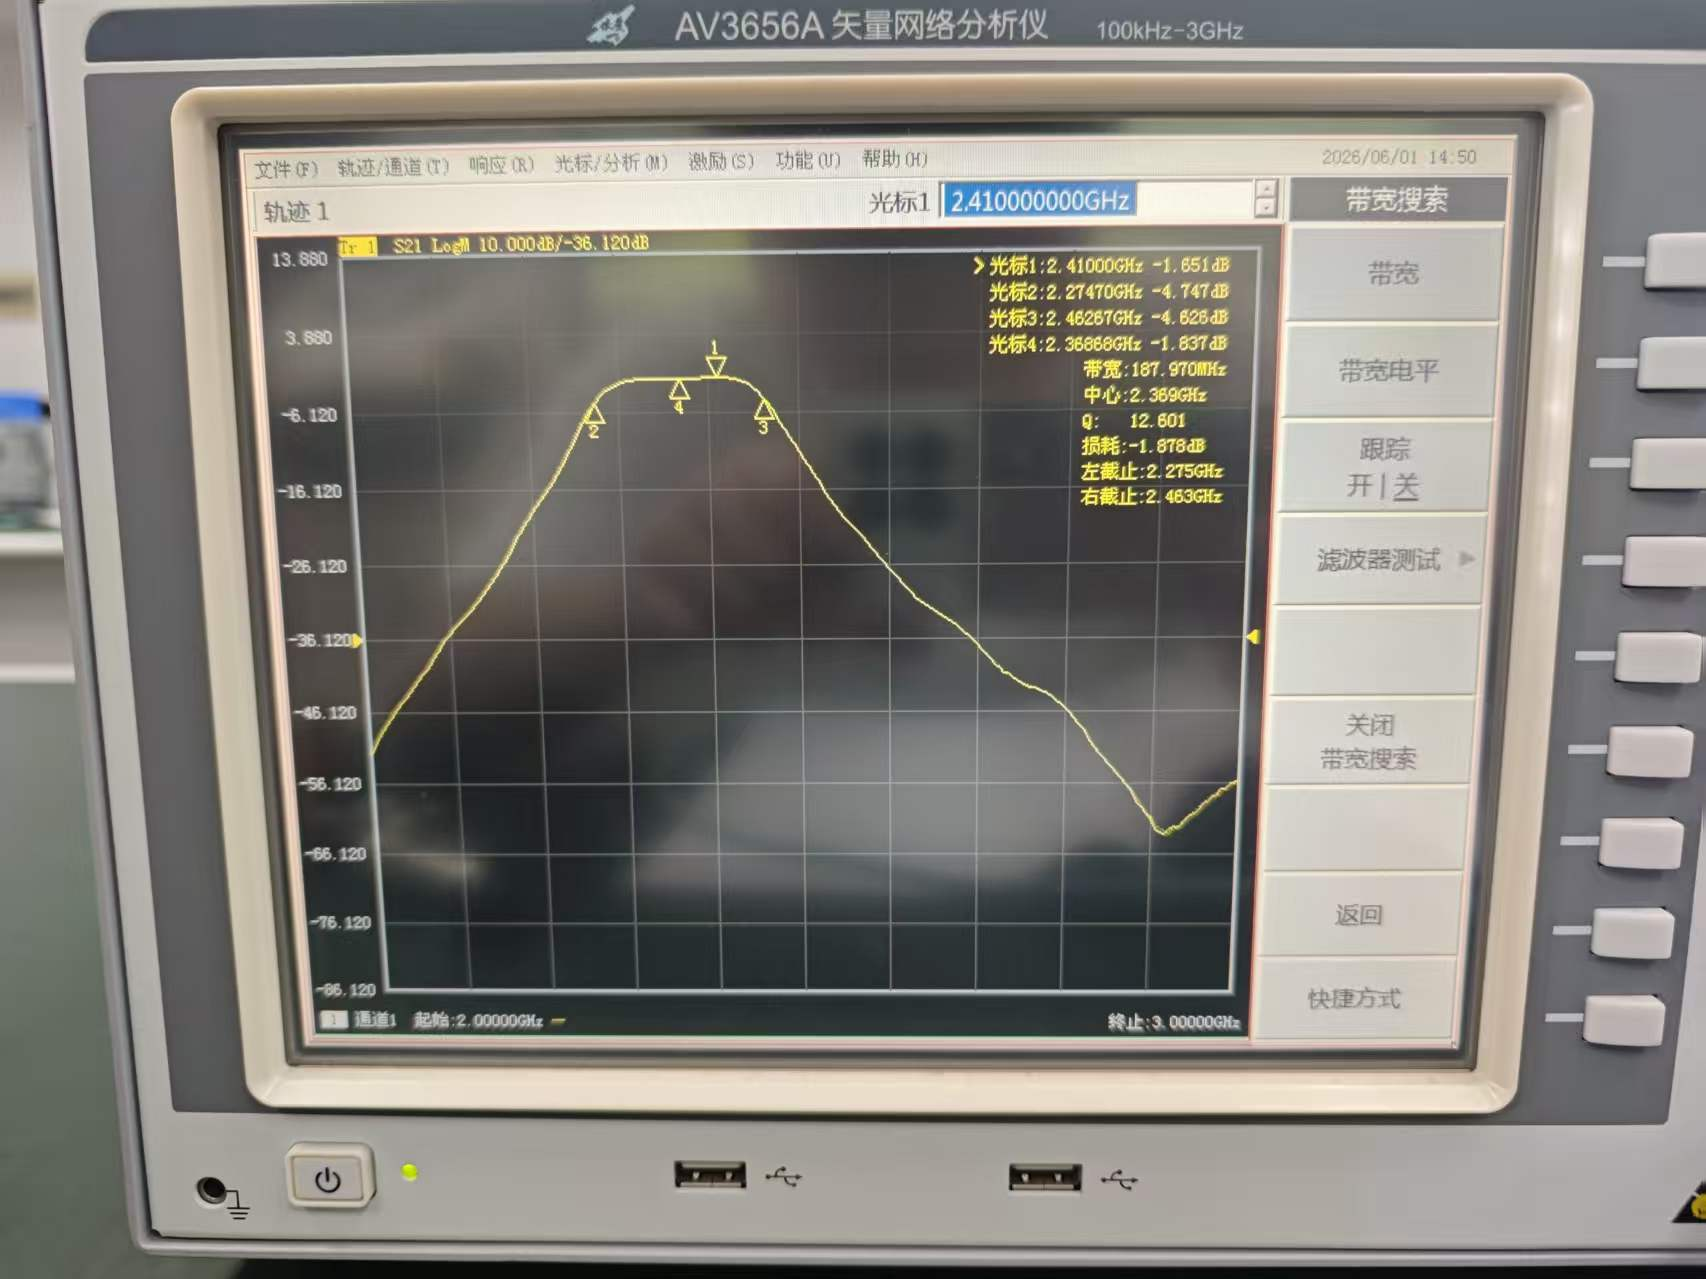 AV3656A 矢量网络分析仪 100kHz-3GHz
文件(F) 轨迹/通道(T) 响应(R) 光标/分析(M) 激励(S) 功能(U) 帮助(H) 2026/06/01 14:50
轨迹 1 光标1 2.410000000GHz 带宽搜索
Tr 1 S21 LogM 10.000dB/-36.120dB
13.880
3.880
-6.120
-16.120
-26.120
-36.120
-46.120
-56.120
-66.120
-76.120
-86.120
1
2
4
3
光标1:2.41000GHz -1.651dB
光标2:2.27470GHz -4.747dB
光标3:2.46267GHz -4.626dB
光标4:2.36868GHz -1.837dB
带宽:187.970MHz
中心:2.369GHz
Q: 12.601
损耗:-1.878dB
左截止:2.275GHz
右截止:2.463GHz
1 通道1 起始:2.00000GHz 终止:3.00000GHz
带宽
带宽电平
跟踪
开|关
滤波器测试
关闭
带宽搜索
返回
快捷方式